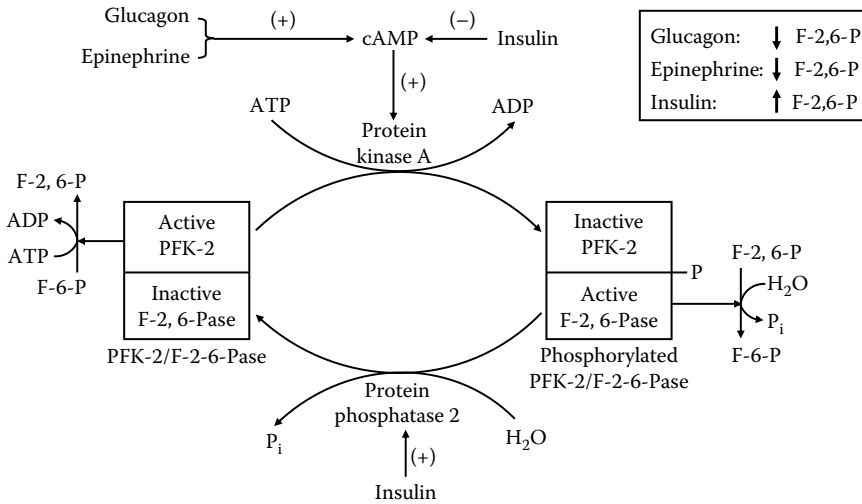 Glucagon
Epinephrine
(+)
cAMP
(−)
Insulin
(+)
Glucagon: F-2,6-P
Epinephrine: F-2,6-P
Insulin: F-2,6-P
ATP
ADP
Protein
kinase A
F-2, 6-P
ADP
ATP
F-6-P
Active
PFK-2
Inactive
F-2, 6-Pase
PFK-2/F-2-6-Pase
Inactive
PFK-2
P
Active
F-2, 6-Pase
Phosphorylated
PFK-2/F-2-6-Pase
F-2, 6-P
H₂O
Pᵢ
F-6-P
Protein
phosphatase 2
Pᵢ
H₂O
(+)
Insulin